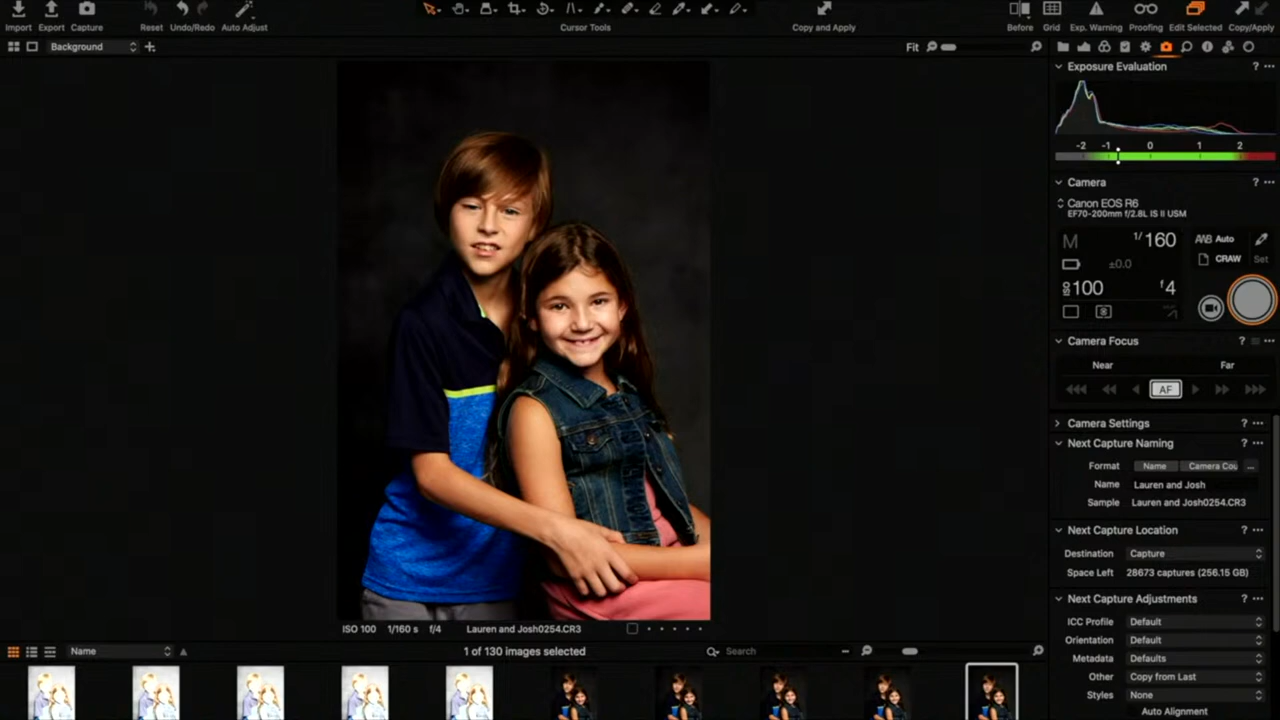 Import Export Capture Reset Undo/Redo Auto Adjust Cursor Tools Copy and Apply Before Grid Exp. Warning Proofing Edit Selected Copy/Apply
Background Fit
Exposure Evaluation ? ...
-2 -1 0 1 2
Camera ? ...
Canon EOS R6
EF70-200mm f/2.8L IS II USM
M 1/160 AWB Auto
±0.0 CRAW Set
ISO 100 f4
Camera Focus ? ...
Near Far
AF
Camera Settings ? ...
Next Capture Naming ? ...
Format Name Camera Cou ...
Name Lauren and Josh
Sample Lauren and Josh0254.CR3
Next Capture Location ? ...
Destination Capture
Space Left 28673 captures (256.15 GB)
Next Capture Adjustments ? ...
ICC Profile Default
Orientation Default
Metadata Defaults
Other Copy from Last
Styles None
Auto Alignment
ISO 100 1/160 s f/4 Lauren and Josh0254.CR3
Name 1 of 130 images selected Search